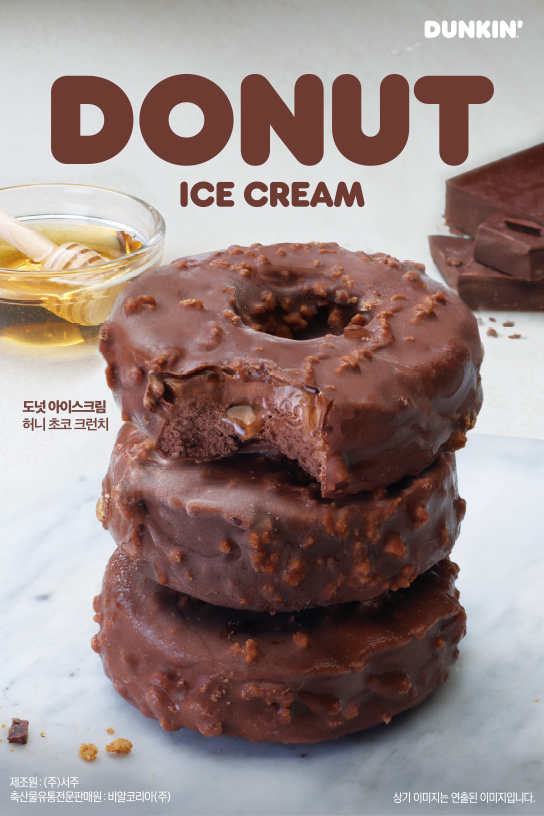 DUNKIN'
DONUT
ICE CREAM
도넛 아이스크림
허니 초코 크런치
제조원 : (주)서주
축산물유통전문판매원 : 비알코리아(주)
상기 이미지는 연출된 이미지입니다.